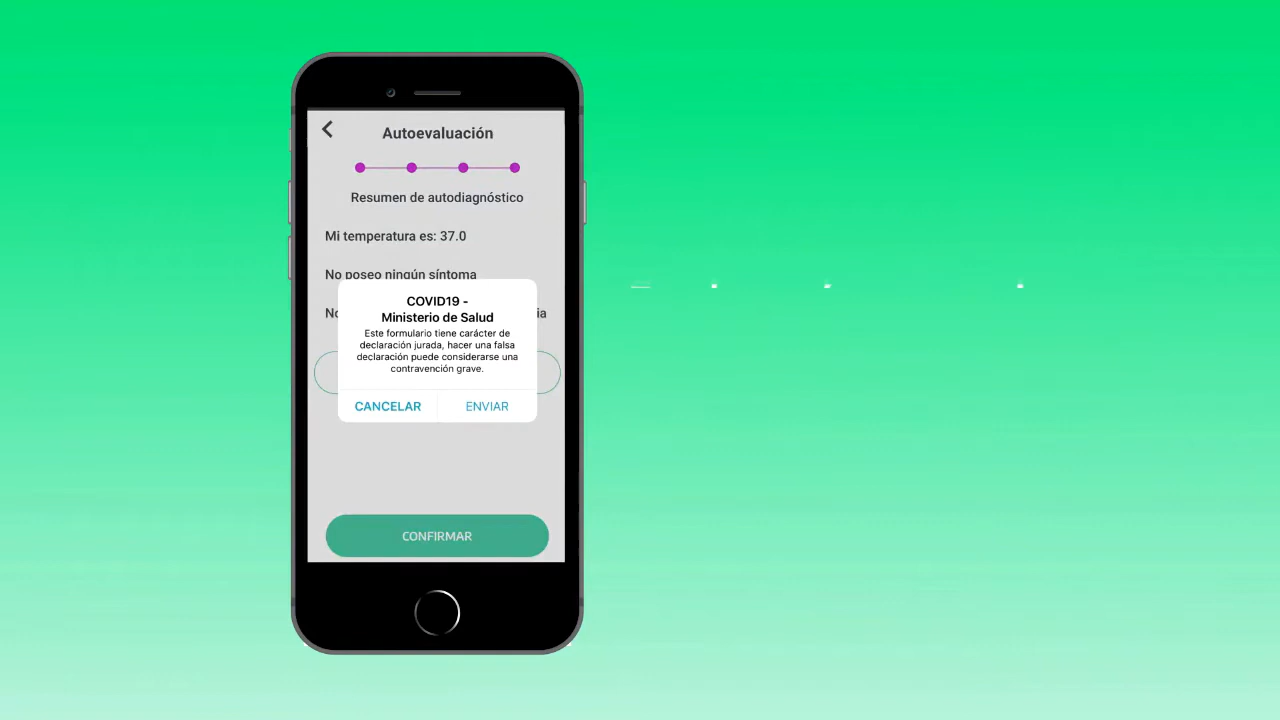 Autoevaluación
Resumen de autodiagnóstico
Mi temperatura es: 37.0
No poseo ningún síntoma
COVID19 -
Ministerio de Salud
Este formulario tiene carácter de
declaración jurada, hacer una falsa
declaración puede considerarse una
contravención grave.
CANCELAR ENVIAR
CONFIRMAR